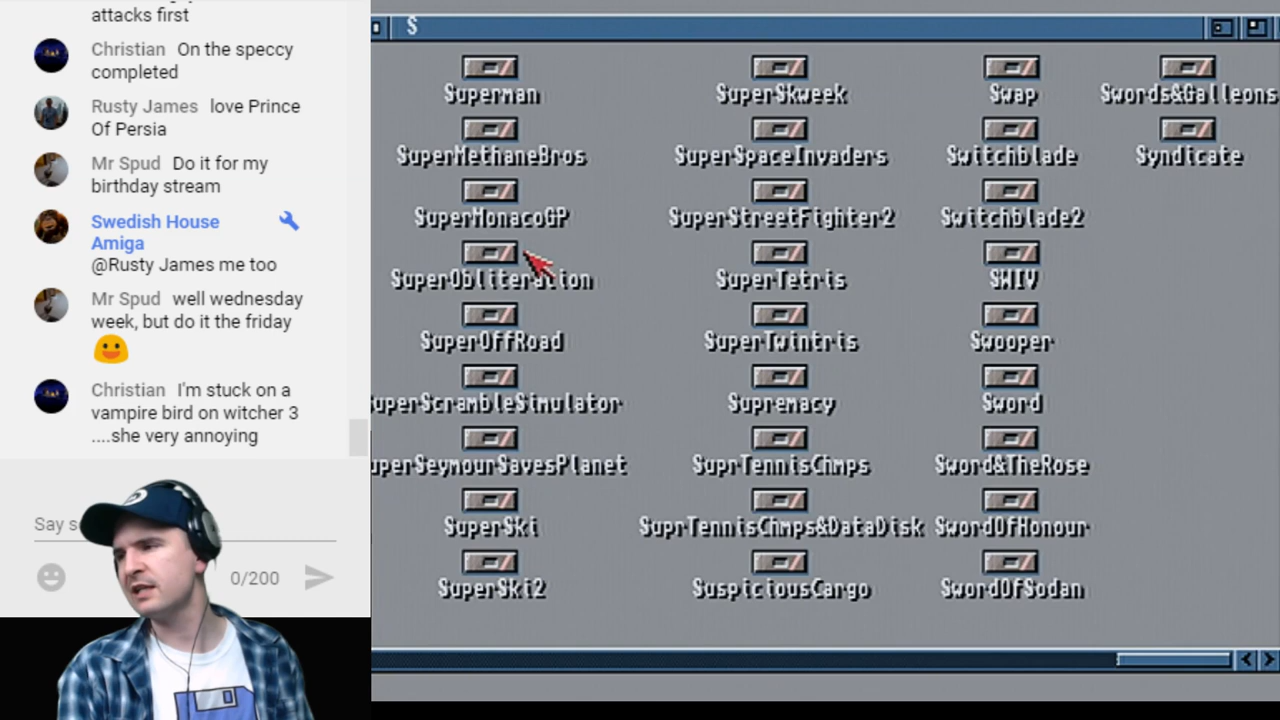 attacks first
Christian On the speccy
completed
Rusty James love Prince
Of Persia
Mr Spud Do it for my
birthday stream
Swedish House
Amiga
@Rusty James me too
Mr Spud well wednesday
week, but do it the friday
Christian I'm stuck on a
vampire bird on witcher 3
....she very annoying
Say s
0/200
S
Superman
SuperSkweek
Swap
Swords&Galleons
SuperMethaneBros
SuperSpaceInvaders
Switchblade
Syndicate
SuperMonacoGP
SuperStreetFighter2
Switchblade2
SuperObliteration
SuperTetris
SWIV
SuperOffRoad
SuperTwintris
Swooper
uperScrambleSimulator
Supremacy
Sword
uperSeymourSavesPlanet
SuprTennisChmps
Sword&TheRose
SuperSki
SuprTennisChmps&DataDisk
SwordOfHonour
SuperSki2
SuspiciousCargo
SwordOfSodan